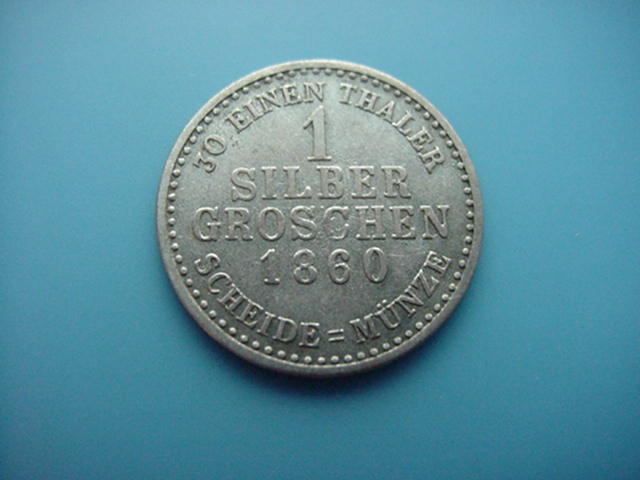 30 EINEN THALER
1
SILBER
GROSCHEN
1860
SCHEIDE = MÜNZE